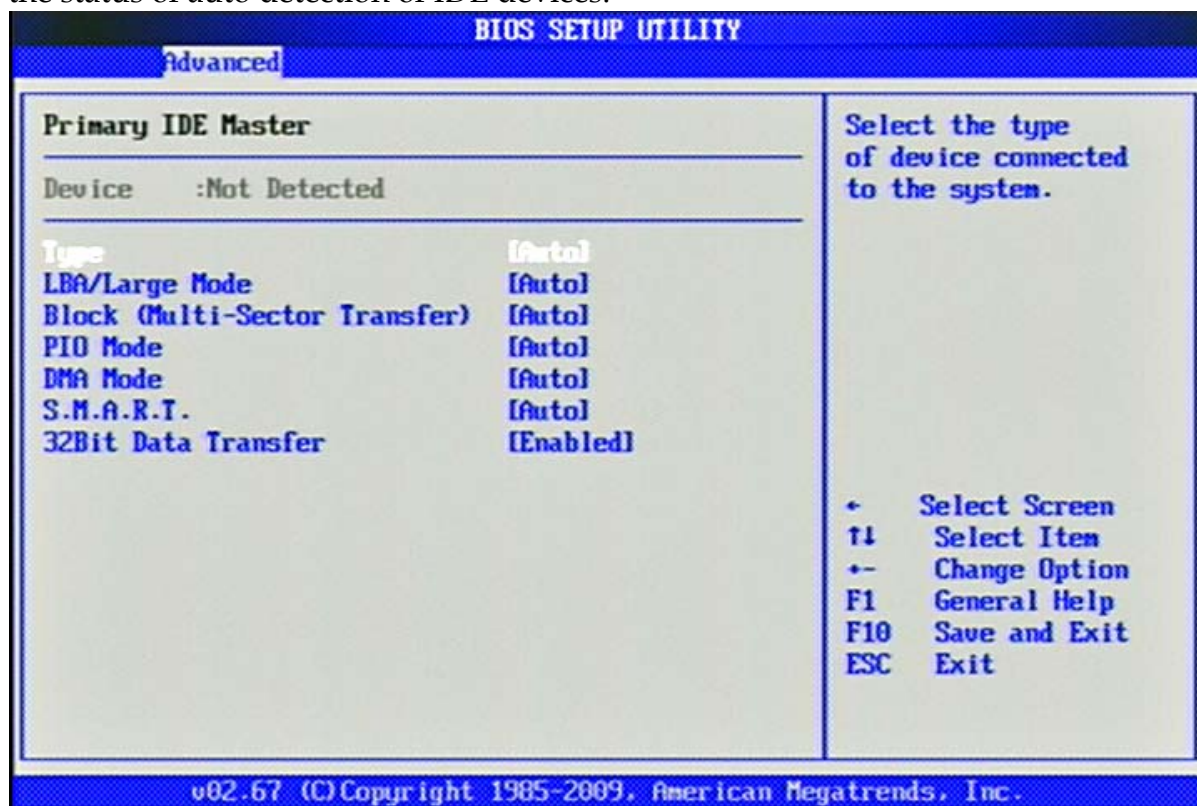 the status of auto detection of IDE devices.
BIOS SETUP UTILITY
Advanced
Primary IDE Master
Device :Not Detected
Type [Auto]
LBA/Large Mode [Auto]
Block (Multi-Sector Transfer) [Auto]
PIO Mode [Auto]
DMA Mode [Auto]
S.M.A.R.T. [Auto]
32Bit Data Transfer [Enabled]
Select the type
of device connected
to the system.
← Select Screen
↑↓ Select Item
+- Change Option
F1 General Help
F10 Save and Exit
ESC Exit
v02.67 (C)Copyright 1985-2009, American Megatrends, Inc.